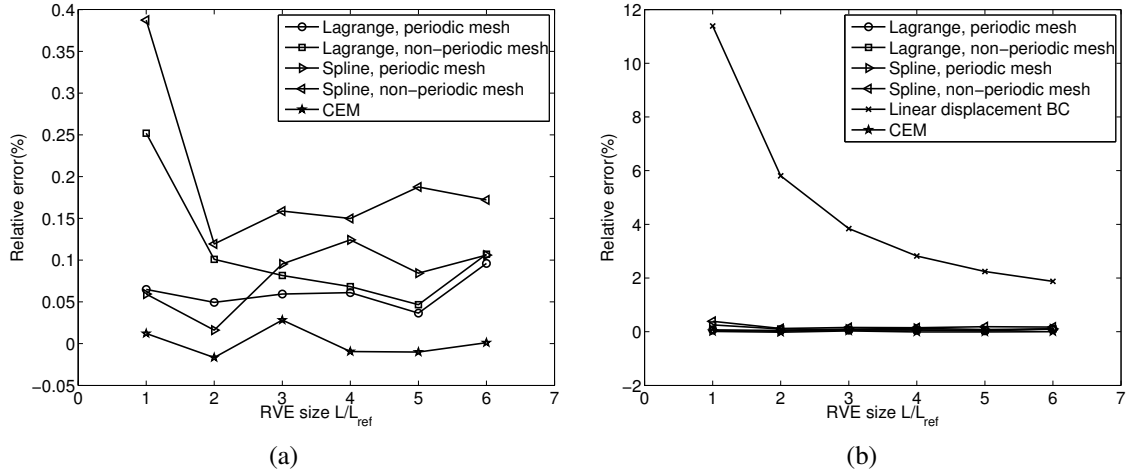 0.4
0.35
0.3
0.25
0.2
0.15
0.1
0.05
0
−0.05
Relative error(%)
0 1 2 3 4 5 6 7
RVE size L/L_ref
Lagrange, periodic mesh
Lagrange, non−periodic mesh
Spline, periodic mesh
Spline, non−periodic mesh
CEM
(a)
12
10
8
6
4
2
0
−2
Relative error(%)
0 1 2 3 4 5 6 7
RVE size L/L_ref
Lagrange, periodic mesh
Lagrange, non−periodic mesh
Spline, periodic mesh
Spline, non−periodic mesh
Linear displacement BC
CEM
(b)